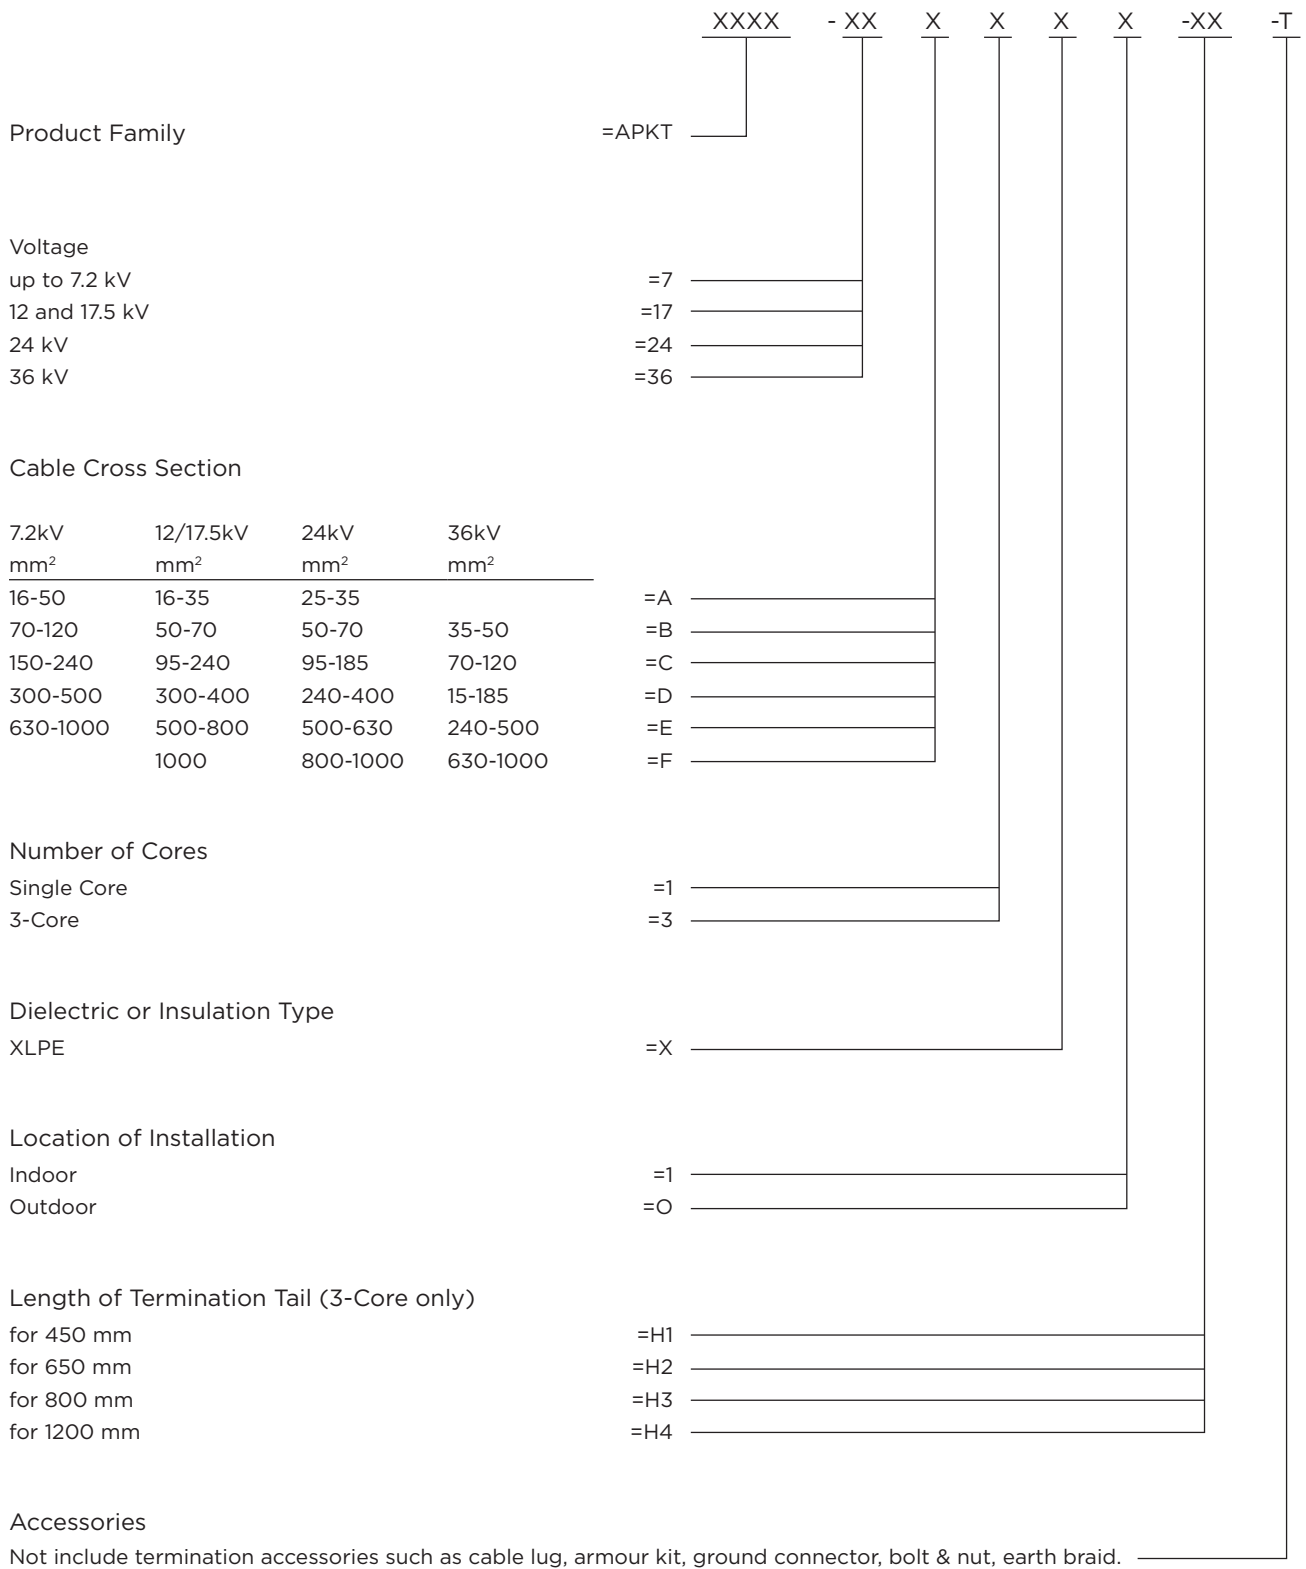 XXXX - XX X X X X -XX -T
Product Family =APKT
Voltage
up to 7.2 kV =7
12 and 17.5 kV =17
24 kV =24
36 kV =36
Cable Cross Section
7.2kV 12/17.5kV 24kV 36kV
mm² mm² mm² mm²
16-50 16-35 25-35 =A
70-120 50-70 50-70 35-50 =B
150-240 95-240 95-185 70-120 =C
300-500 300-400 240-400 15-185 =D
630-1000 500-800 500-630 240-500 =E
1000 800-1000 630-1000 =F
Number of Cores
Single Core =1
3-Core =3
Dielectric or Insulation Type
XLPE =X
Location of Installation
Indoor =1
Outdoor =O
Length of Termination Tail (3-Core only)
for 450 mm =H1
for 650 mm =H2
for 800 mm =H3
for 1200 mm =H4
Accessories
Not include termination accessories such as cable lug, armour kit, ground connector, bolt & nut, earth braid.